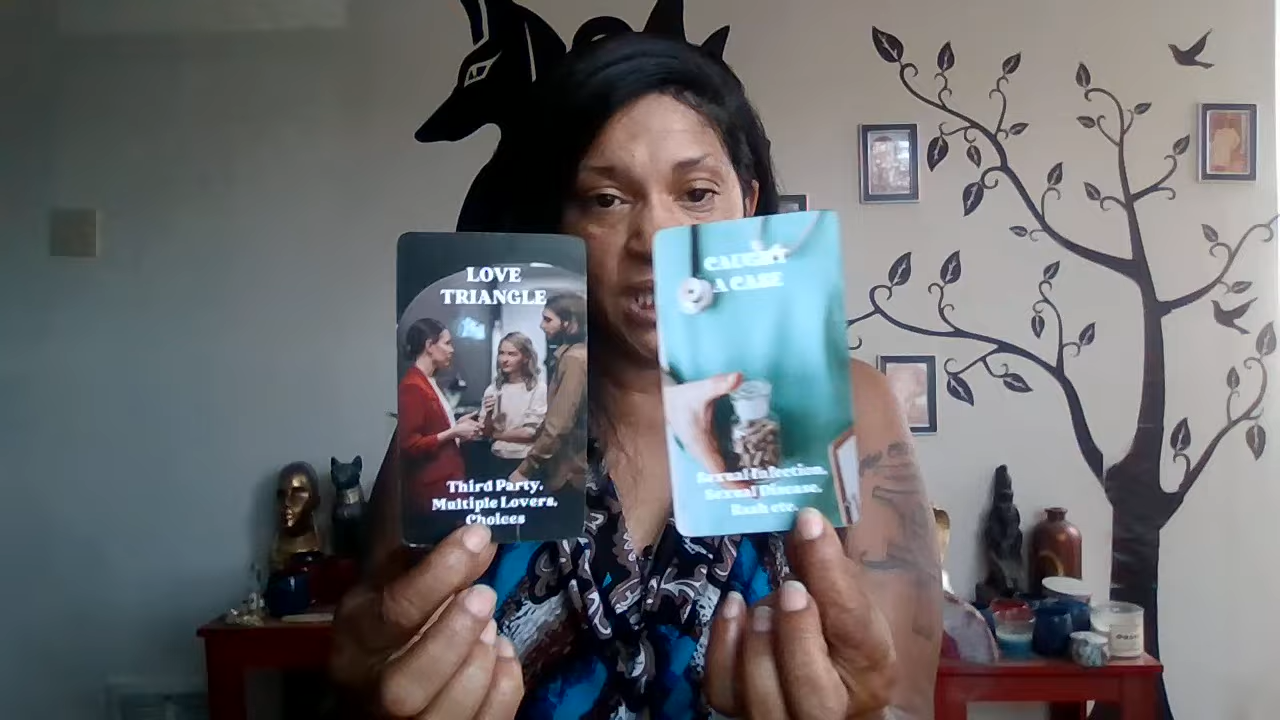 LOVE
TRIANGLE
Third Party,
Multiple Lovers,
Choices
CAUGHT
A CASE
Sexual Infection,
Sexual Disease,
Rash etc.